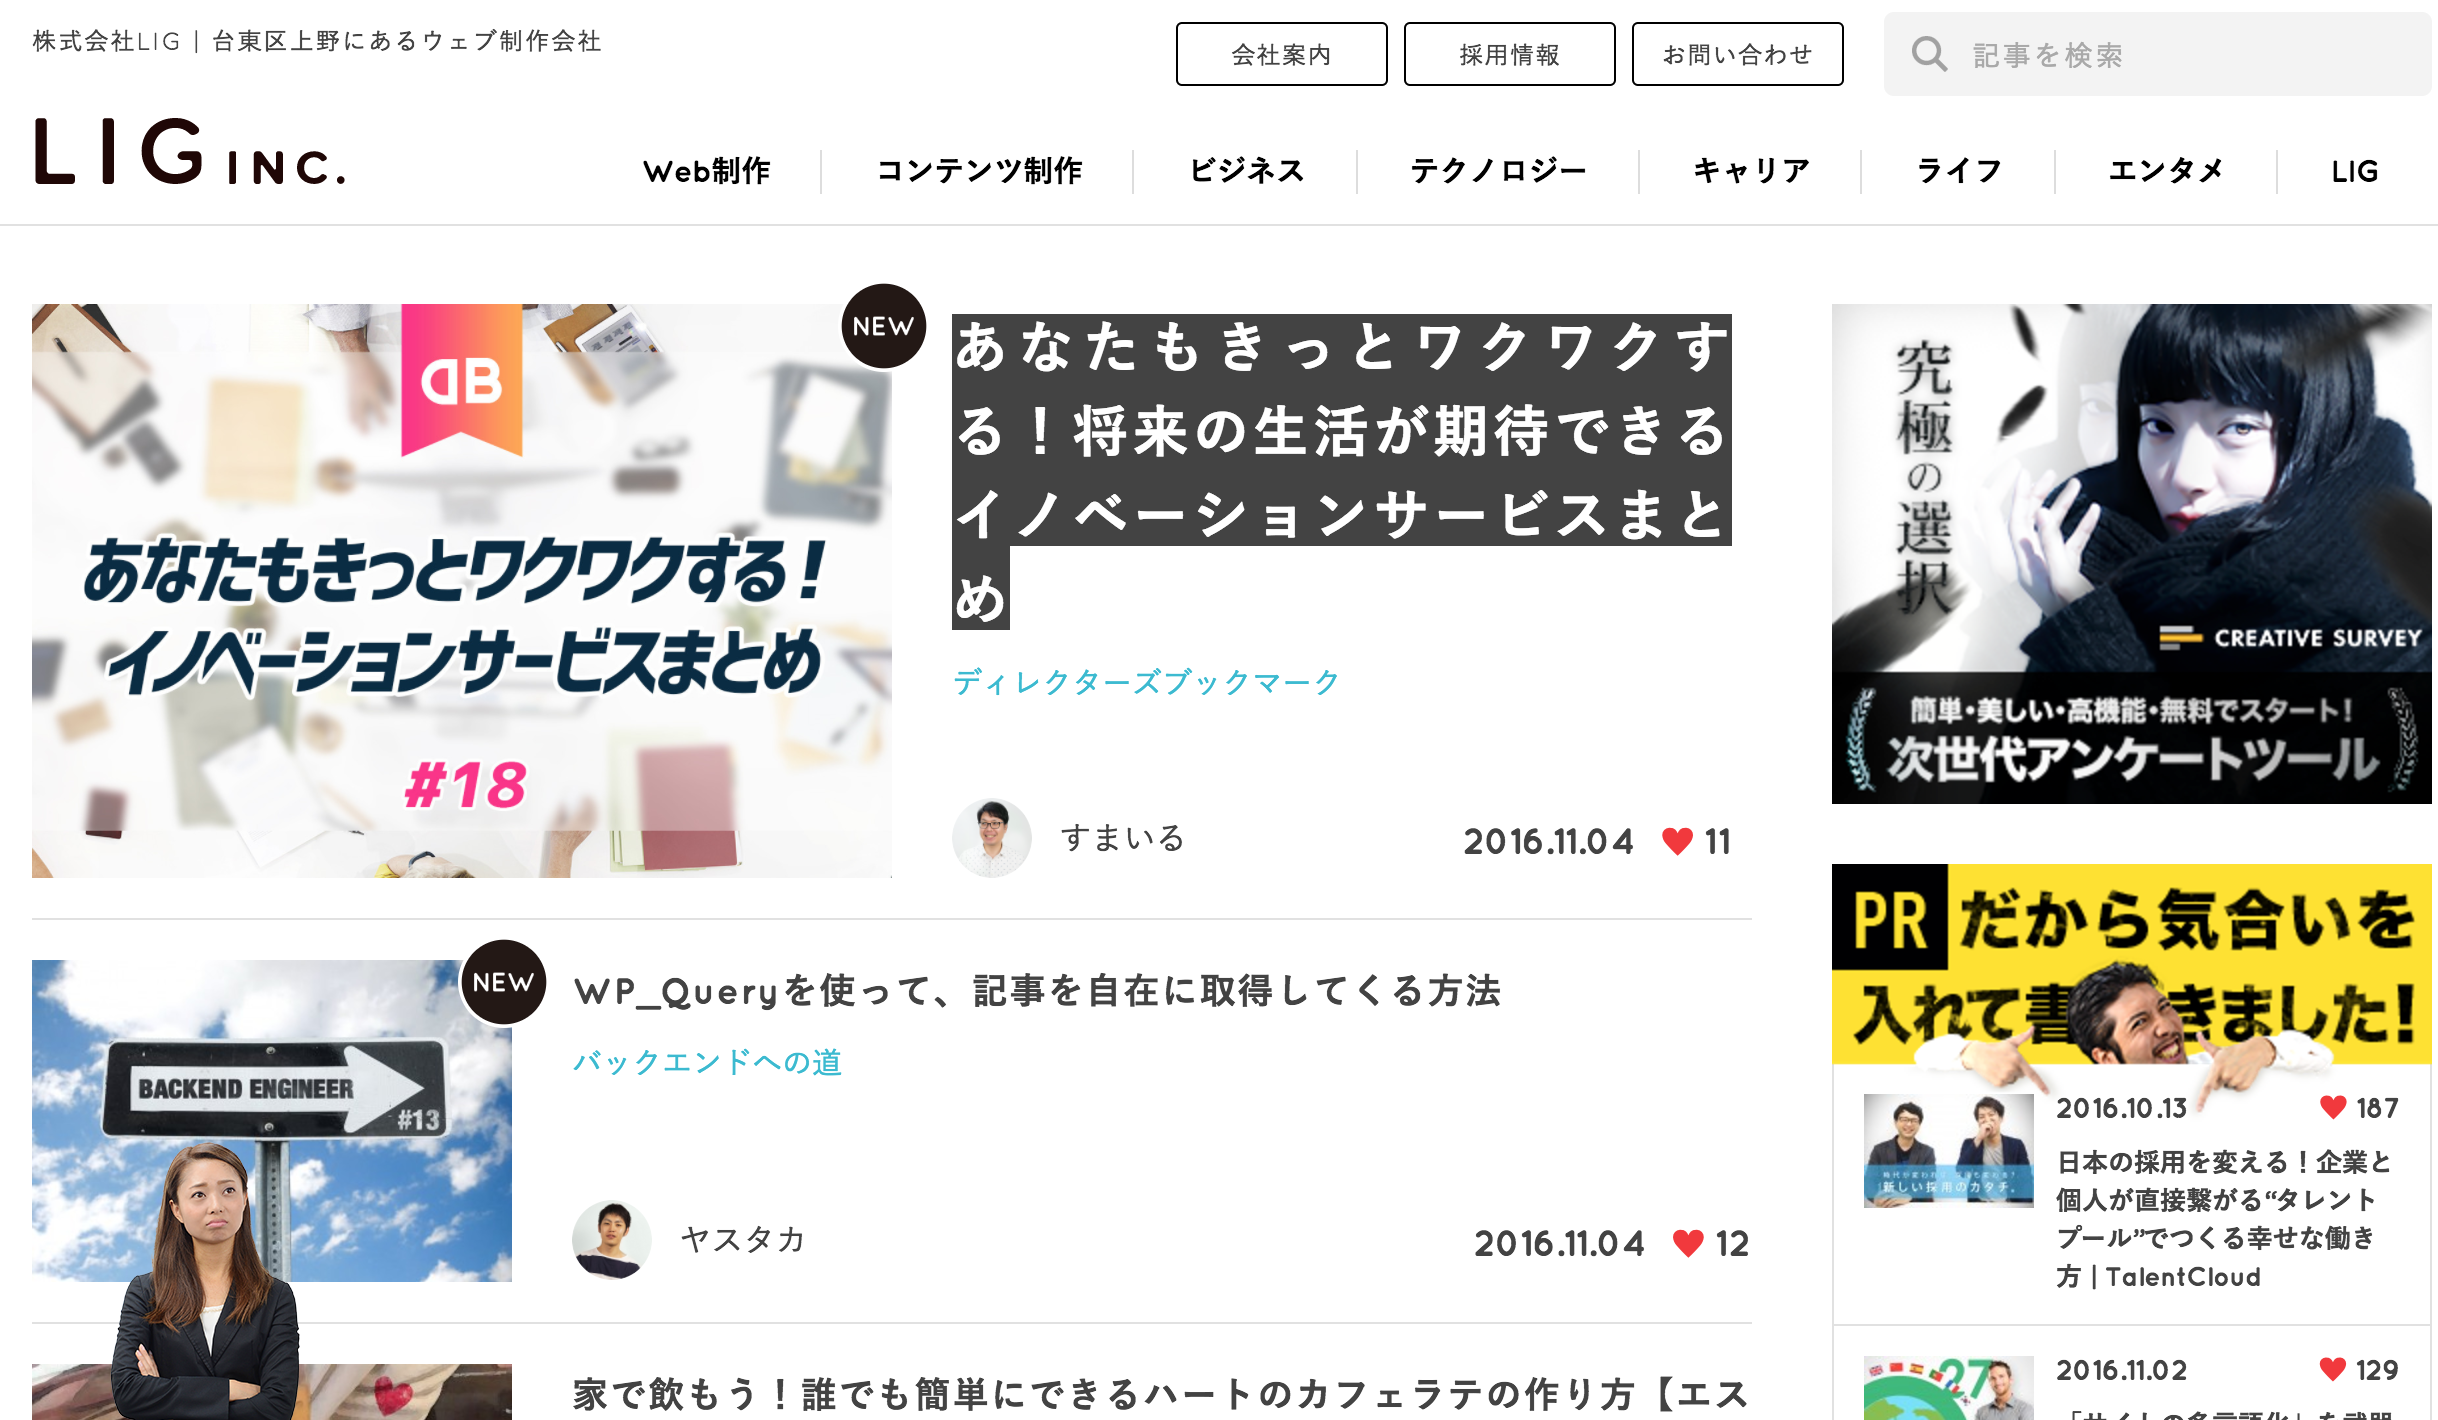 株式会社LIG｜台東区上野にあるウェブ制作会社
会社案内
採用情報
お問い合わせ
記事を検索
LIG INC.
Web制作
コンテンツ制作
ビジネス
テクノロジー
キャリア
ライフ
エンタメ
LIG
DB
あなたもきっとワクワクする！
イノベーションサービスまとめ
#18
NEW
あなたもきっとワクワクす
る！将来の生活が期待できる
イノベーションサービスまと
め
ディレクターズブックマーク
すまいる
2016.11.04
11
究極の選択
CREATIVE SURVEY
簡単・美しい・高機能・無料でスタート！
次世代アンケートツール
BACKEND ENGINEER
#13
NEW
WP_Queryを使って、記事を自在に取得してくる方法
バックエンドへの道
ヤスタカ
2016.11.04
12
PR だから気合いを
入れて書きました！
新しい採用のカタチ。
2016.10.13
187
日本の採用を変える！企業と
個人が直接繋がる“タレント
プール”でつくる幸せな働き
方｜TalentCloud
家で飲もう！誰でも簡単にできるハートのカフェラテの作り方【エス
27
2016.11.02
129